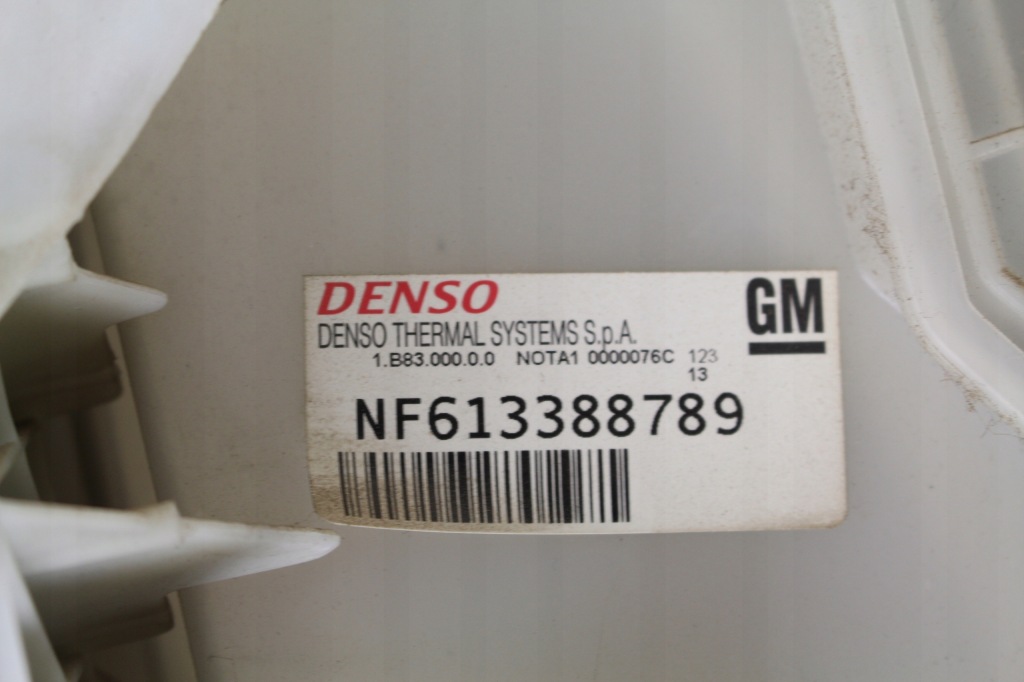 DENSO
GM
DENSO THERMAL SYSTEMS S.p.A.
1.B83.000.0.0 NOTA1 0000076C 123
13
NF613388789